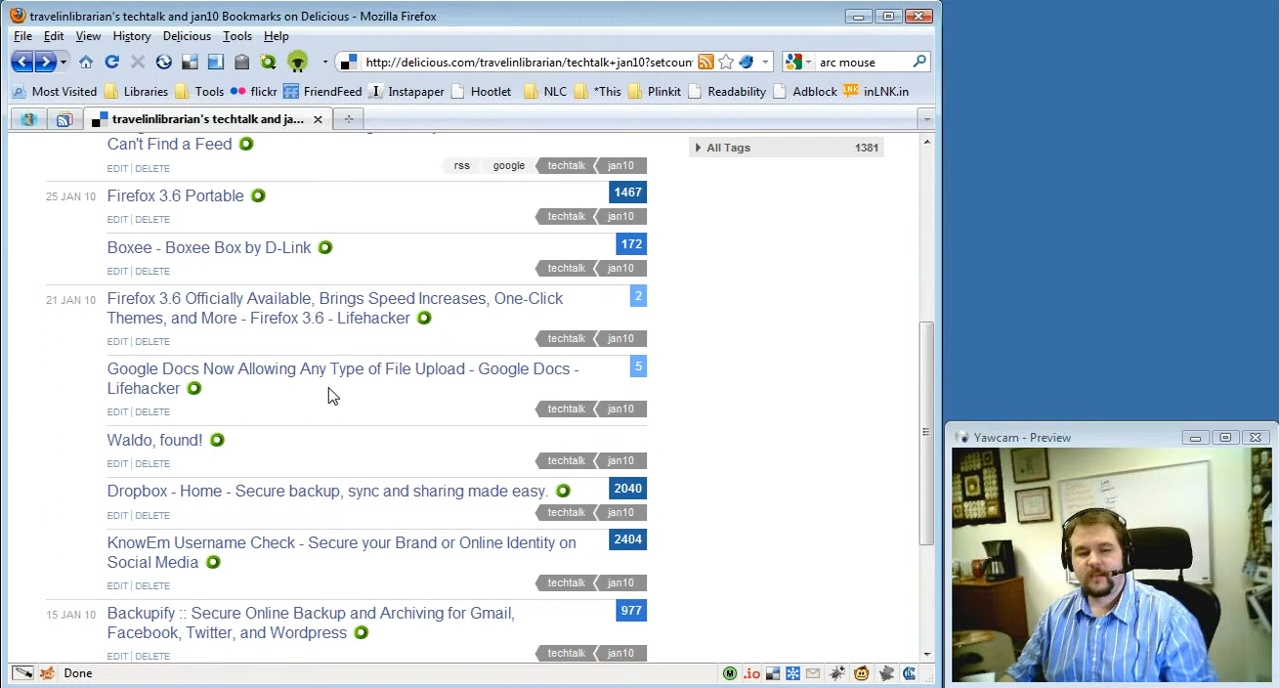 travelinlibrarian's techtalk and jan10 Bookmarks on Delicious - Mozilla Firefox
File Edit View History Delicious Tools Help
http://delicious.com/travelinlibrarian/techtalk+jan10?setcoun
arc mouse
Most Visited Libraries Tools flickr FriendFeed Instapaper Hootlet NLC *This Plinkit Readability Adblock inLNK.in
travelinlibrarian's techtalk and ja...
Can't Find a Feed
EDIT | DELETE
rss google techtalk jan10
All Tags 1381
25 JAN 10 Firefox 3.6 Portable 1467
EDIT | DELETE techtalk jan10
Boxee - Boxee Box by D-Link 172
EDIT | DELETE techtalk jan10
21 JAN 10 Firefox 3.6 Officially Available, Brings Speed Increases, One-Click 2
Themes, and More - Firefox 3.6 - Lifehacker
EDIT | DELETE techtalk jan10
Google Docs Now Allowing Any Type of File Upload - Google Docs - 5
Lifehacker
EDIT | DELETE techtalk jan10
Waldo, found!
EDIT | DELETE techtalk jan10
Dropbox - Home - Secure backup, sync and sharing made easy. 2040
EDIT | DELETE techtalk jan10
KnowEm Username Check - Secure your Brand or Online Identity on 2404
Social Media
EDIT | DELETE techtalk jan10
15 JAN 10 Backupify :: Secure Online Backup and Archiving for Gmail, 977
Facebook, Twitter, and Wordpress
EDIT | DELETE techtalk jan10
Done
.io
Yawcam - Preview